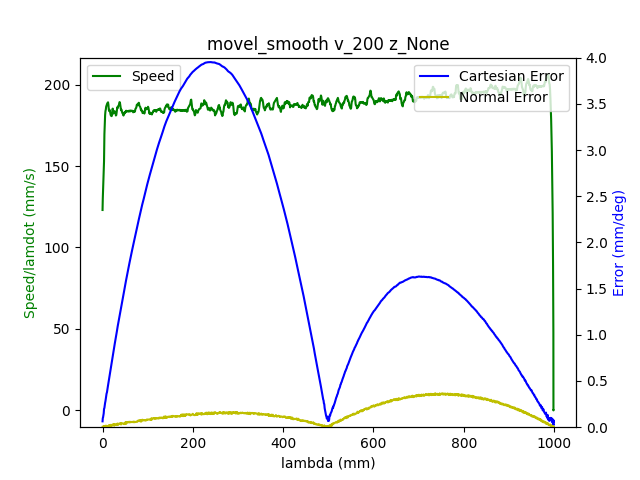 movel_smooth v_200 z_None
Speed
Cartesian Error
Normal Error
Speed/lamdot (mm/s)
200
150
100
50
0
4.0
3.5
3.0
2.5
2.0
1.5
1.0
0.5
0.0
Error (mm/deg)
0 200 400 600 800 1000
lambda (mm)